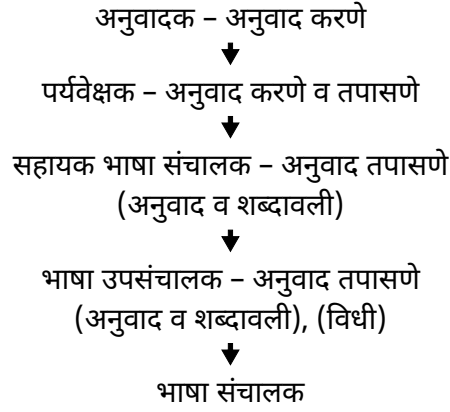 अनुवादक – अनुवाद करणे
पर्यवेक्षक – अनुवाद करणे व तपासणे
सहायक भाषा संचालक – अनुवाद तपासणे
(अनुवाद व शब्दावली)
भाषा उपसंचालक – अनुवाद तपासणे
(अनुवाद व शब्दावली), (विधी)
भाषा संचालक